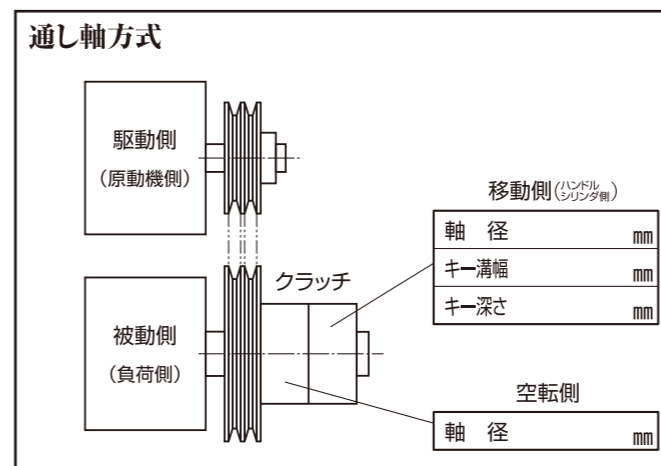 通し軸方式
駆動側
(原動機側)
移動側(ハンドル シリンダ側)
軸 径 mm
キー溝幅 mm
キー深さ mm
クラッチ
被動側
(負荷側)
空転側
軸 径 mm